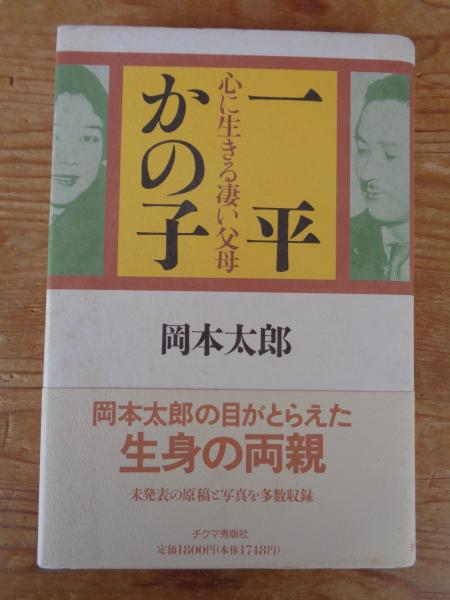 一平
心に生きる凄い父母
かの子
岡本太郎
岡本太郎の目がとらえた
生身の両親
未発表の原稿と写真を多数収録
チクマ秀版社
定価1800円(本体1748円)